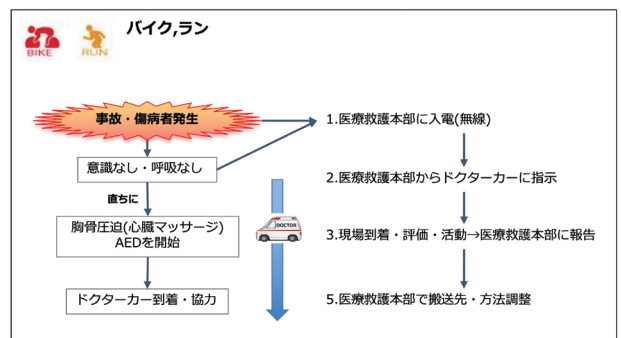 バイク,ラン
BIKE
RUN
事故・傷病者発生
意識なし・呼吸なし
直ちに
胸骨圧迫(心臓マッサージ)
AEDを開始
ドクターカー到着・協力
DOCTOR
1.医療救護本部に入電(無線)
2.医療救護本部からドクターカーに指示
3.現場到着・評価・活動→医療救護本部に報告
5.医療救護本部で搬送先・方法調整